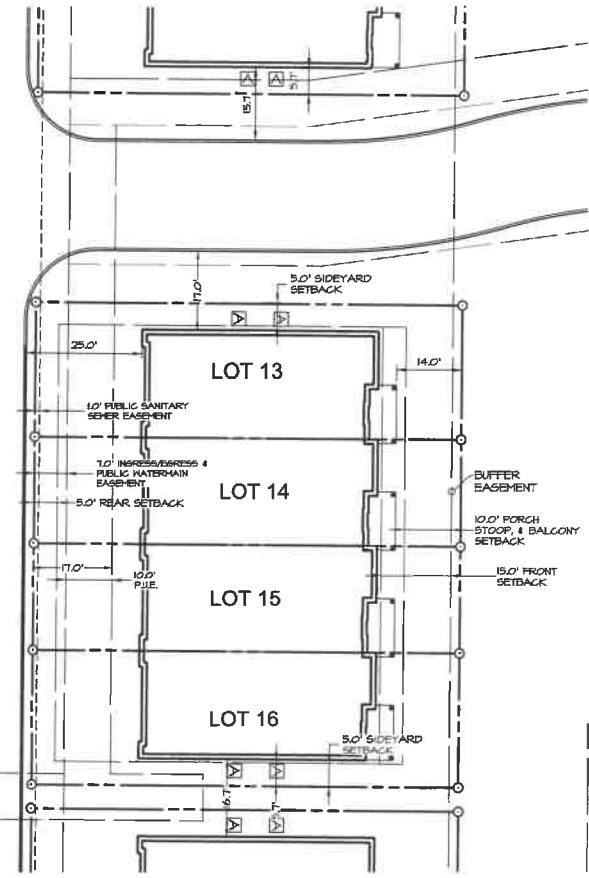 A A
5.7'
15.7'
5.0' SIDEYARD
SETBACK
17.0'
A A
25.0'
LOT 13
14.0'
1.0' PUBLIC SANITARY
SEWER EASEMENT
7.0' INGRESS/EGRESS &
PUBLIC WATERMAIN
EASEMENT
LOT 14
BUFFER
EASEMENT
5.0' REAR SETBACK
10.0' PORCH
STOOP, & BALCONY
SETBACK
17.0'
10.0'
P.U.E.
15.0' FRONT
SETBACK
LOT 15
LOT 16
5.0' SIDEYARD
SETBACK
A A
A A